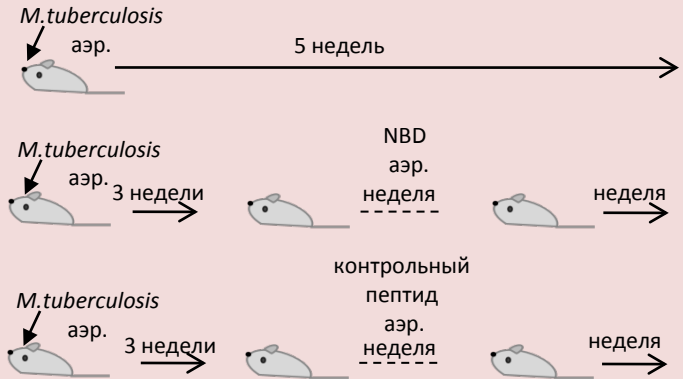 M.tuberculosis
аэр.
5 недель
M.tuberculosis
аэр.
3 недели
NBD
аэр.
неделя
неделя
M.tuberculosis
аэр.
3 недели
контрольный
пептид
аэр.
неделя
неделя